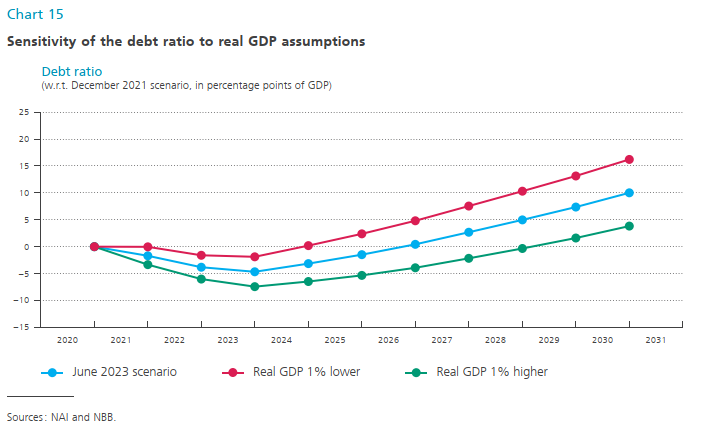 Chart 15
Sensitivity of the debt ratio to real GDP assumptions
Debt ratio
(w.r.t. December 2021 scenario, in percentage points of GDP)
25
20
15
10
5
0
−5
−10
−15
2020 2021 2022 2023 2024 2025 2026 2027 2028 2029 2030 2031
June 2023 scenario Real GDP 1% lower Real GDP 1% higher
Sources: NAI and NBB.